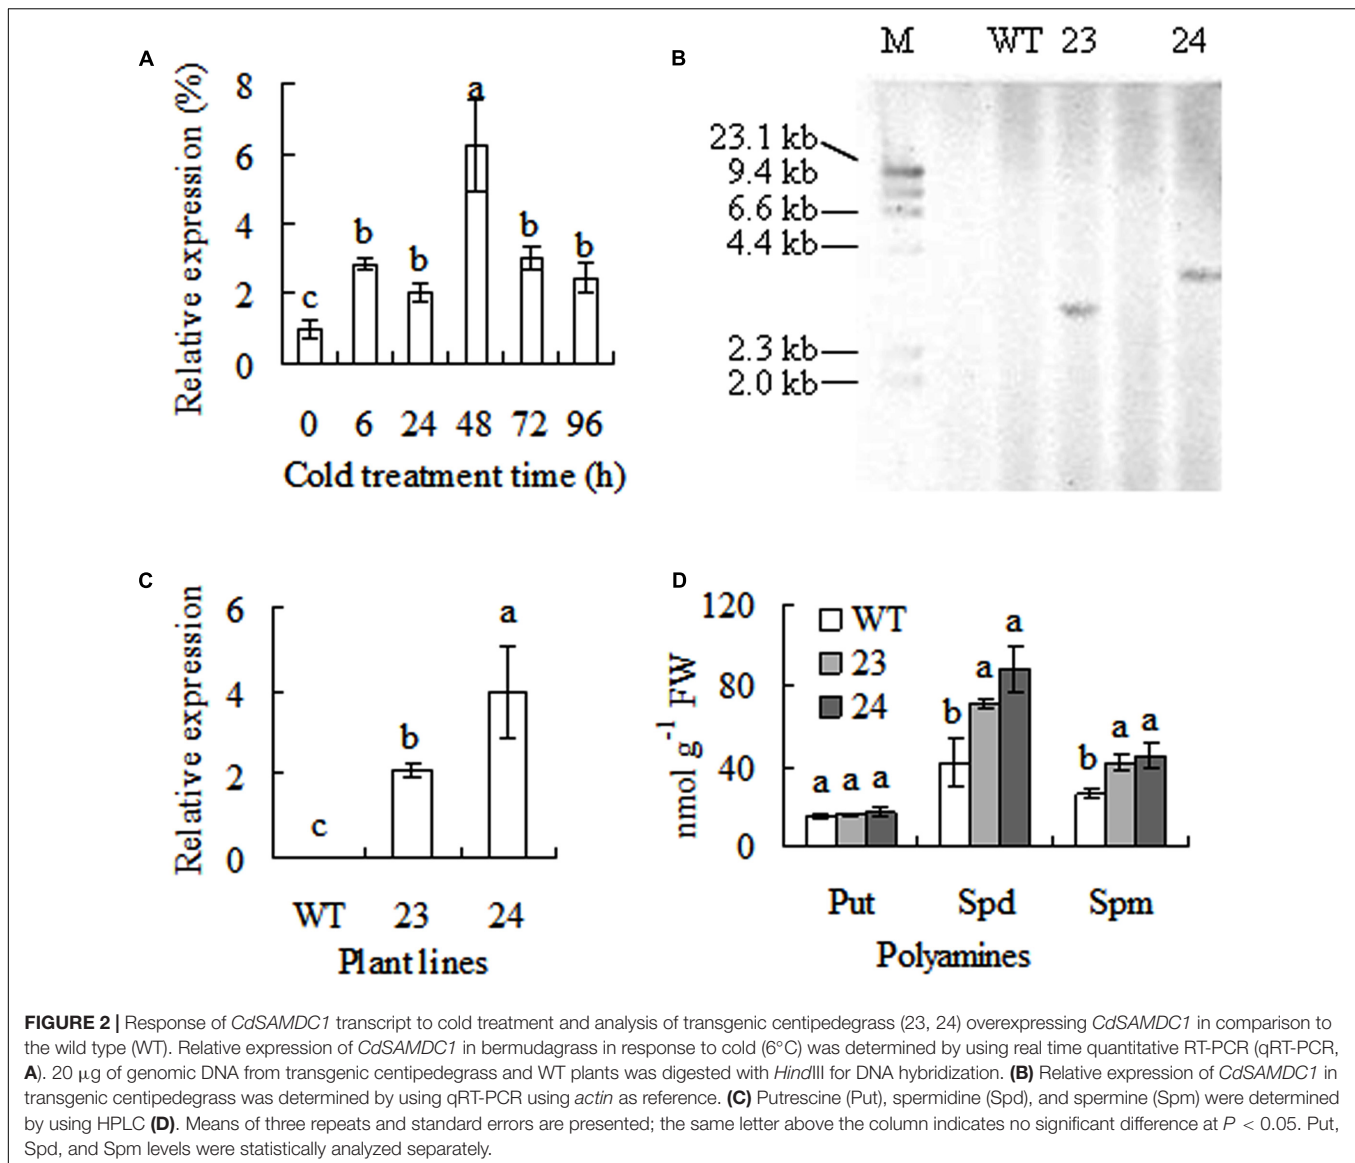 A
Relative expression (%)
8
6
4
2
0
c
b
b
a
b
b
0 6 24 48 72 96
Cold treatment time (h)
B
M WT 23 24
23.1 kb
9.4 kb
6.6 kb
4.4 kb
2.3 kb
2.0 kb
C
Relative expression
6
4
2
0
c
b
a
WT 23 24
Plant lines
D
nmol g⁻¹ FW
120
80
40
0
WT
23
24
a a a
b a a
b a a
Put Spd Spm
Polyamines
FIGURE 2 | Response of CdSAMDC1 transcript to cold treatment and analysis of transgenic centipedegrass (23, 24) overexpressing CdSAMDC1 in comparison to
the wild type (WT). Relative expression of CdSAMDC1 in bermudagrass in response to cold (6°C) was determined by using real time quantitative RT-PCR (qRT-PCR,
A). 20 μg of genomic DNA from transgenic centipedegrass and WT plants was digested with HindIII for DNA hybridization. (B) Relative expression of CdSAMDC1 in
transgenic centipedegrass was determined by using qRT-PCR using actin as reference. (C) Putrescine (Put), spermidine (Spd), and spermine (Spm) were determined
by using HPLC (D). Means of three repeats and standard errors are presented; the same letter above the column indicates no significant difference at P < 0.05. Put,
Spd, and Spm levels were statistically analyzed separately.